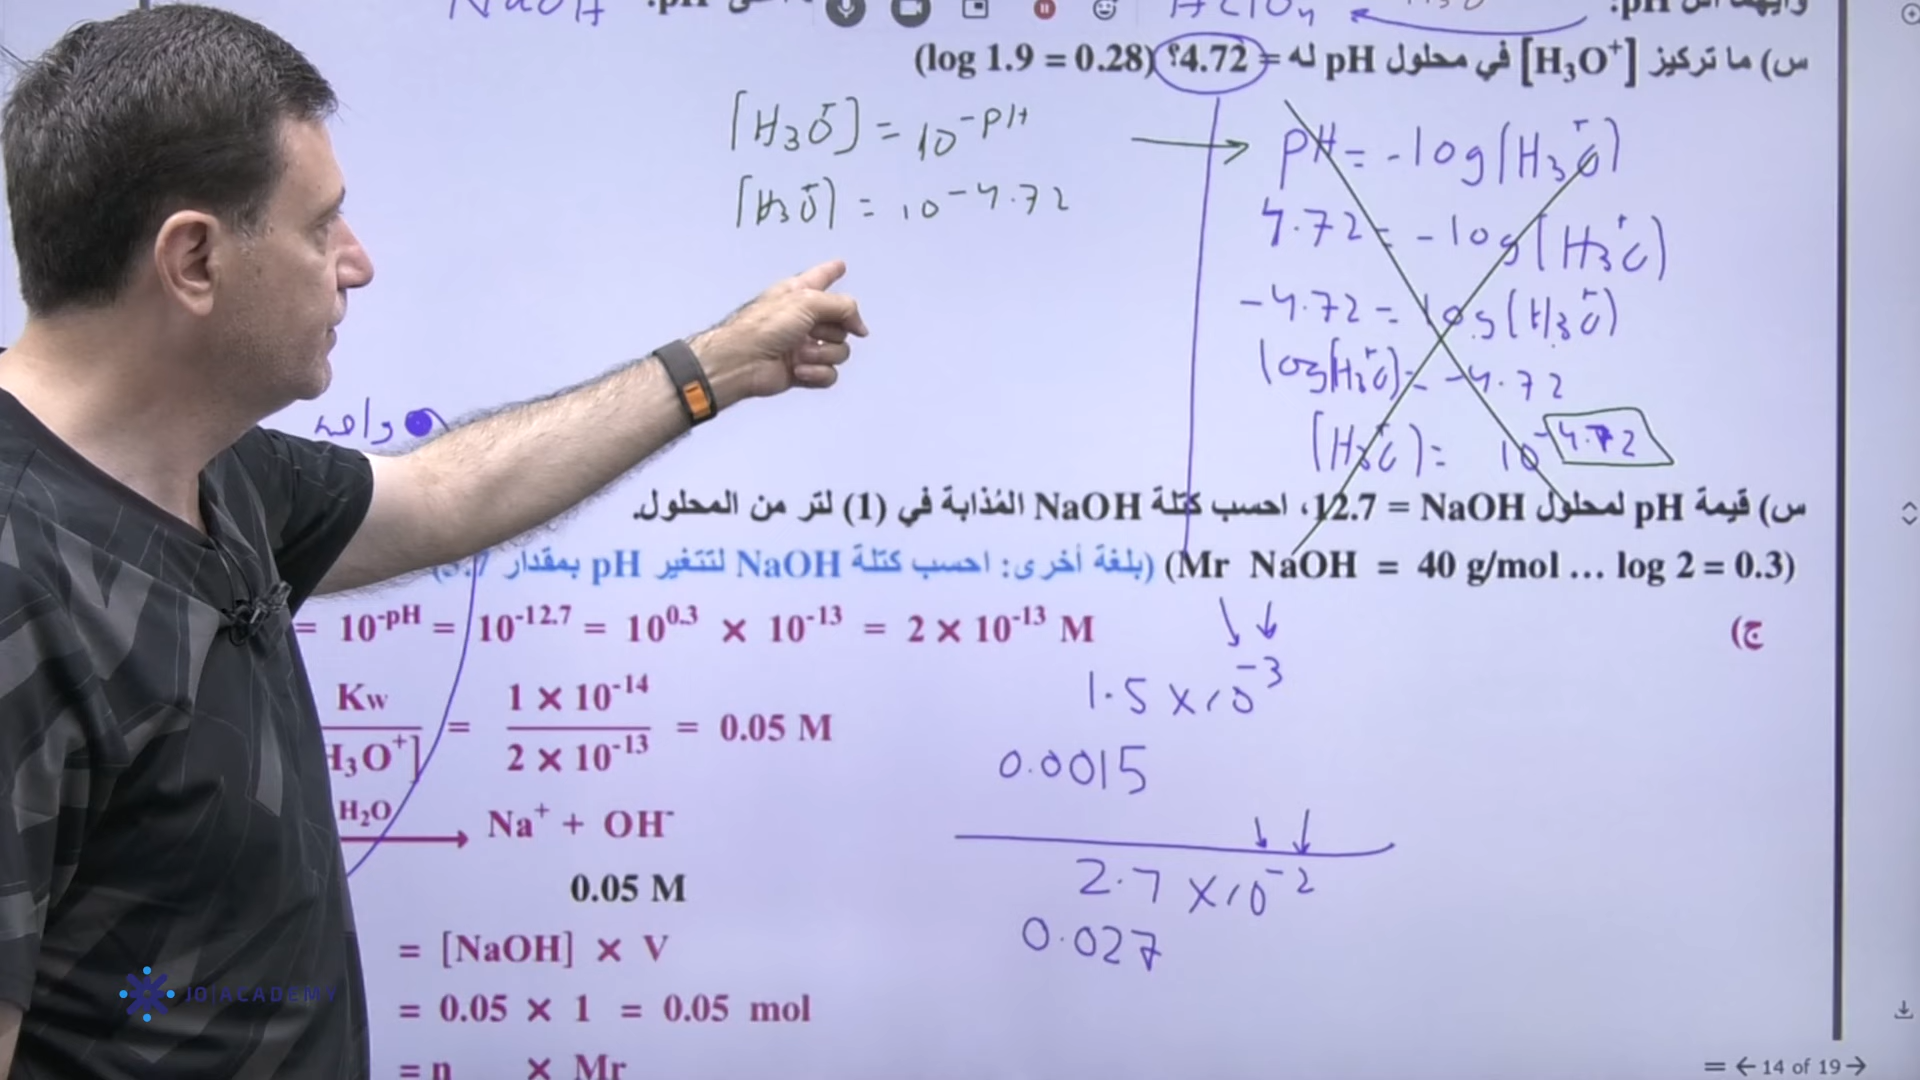 NaOH
HClO₄
وأيهما
pH:
س) ما تركيز [H₃O⁺] في محلول pH له = 4.72؟ (log 1.9 = 0.28)
[H₃O⁺] = 10^-pH
[H₃O⁺] = 10^-4.72
pH = -log[H₃O⁺]
4.72 = -log[H₃O⁺]
-4.72 = log[H₃O⁺]
log[H₃O⁺] = -4.72
[H₃O⁺] = 10^-4.72
واحد
س) قيمة pH لمحلول NaOH = 12.7، احسب كتلة NaOH المُذابة في (1) لتر من المحلول.
(Mr NaOH = 40 g/mol ... log 2 = 0.3) (بلغة أخرى: احسب كتلة NaOH لتتغير pH بمقدار
ج)
= 10^-pH = 10^-12.7 = 10^0.3 × 10^-13 = 2 × 10^-13 M
Kw / H₃O⁺] = 1 × 10^-14 / 2 × 10^-13 = 0.05 M
H₂O
Na⁺ + OH⁻
0.05 M
= [NaOH] × V
= 0.05 × 1 = 0.05 mol
= n × Mr
1.5 × 10^-3
0.0015
2.7 × 10^-2
0.027
JO|ACADEMY
14 of 19